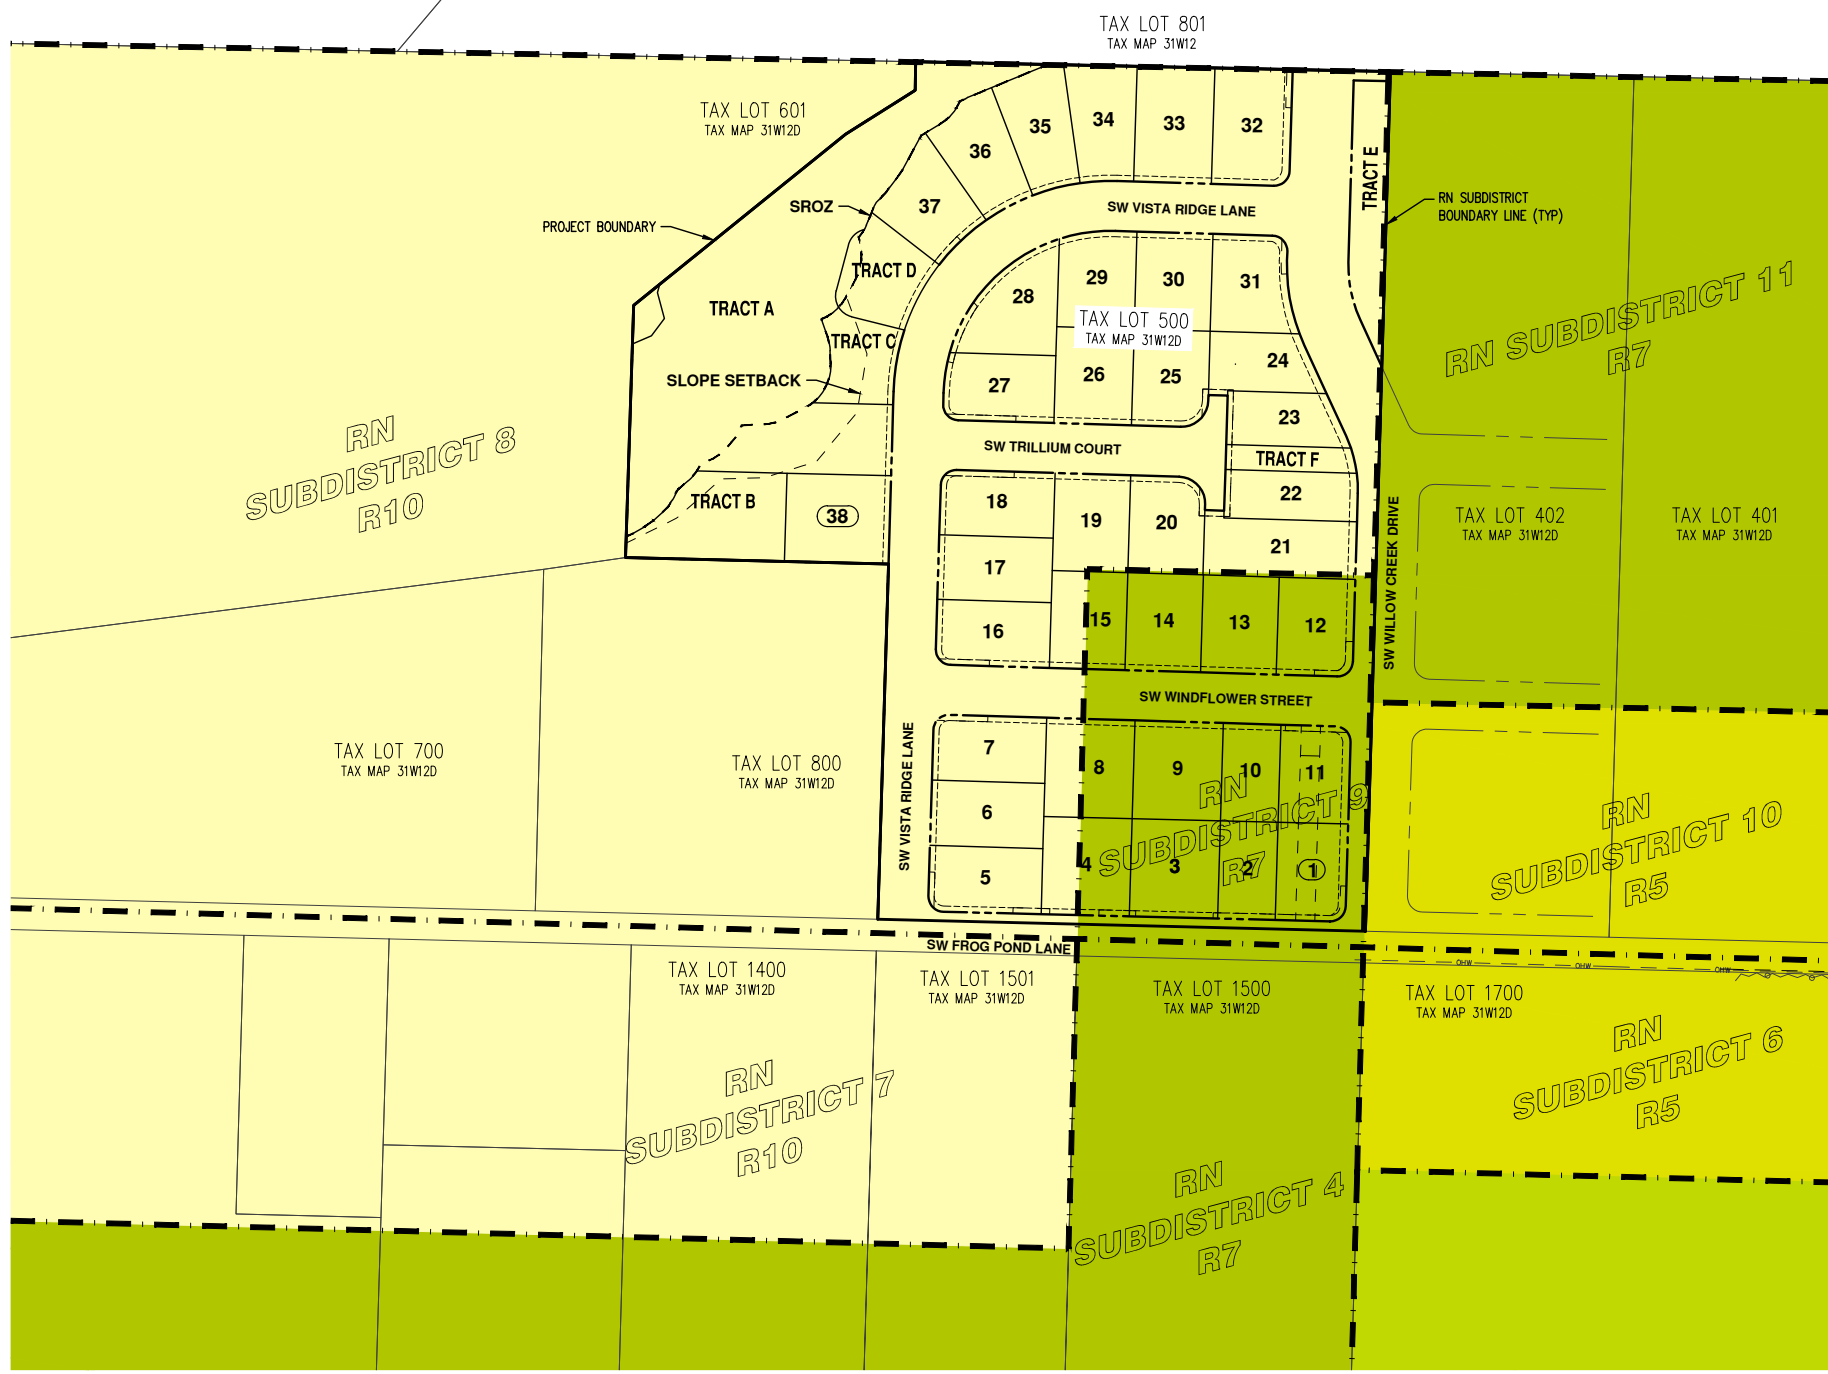 TAX LOT 801
TAX MAP 31W12
TAX LOT 601
TAX MAP 31W12D
35
34
33
32
36
TRACT E
37
SROZ
SW VISTA RIDGE LANE
RN SUBDISTRICT
BOUNDARY LINE (TYP)
PROJECT BOUNDARY
TRACT D
28
29
30
31
TRACT A
TAX LOT 500
TAX MAP 31W12D
RN SUBDISTRICT 11
R7
TRACT C
SLOPE SETBACK
27
26
25
24
23
RN
SUBDISTRICT 8
R10
SW TRILLIUM COURT
TRACT F
22
TRACT B
38
18
19
20
21
SW WILLOW CREEK DRIVE
TAX LOT 402
TAX MAP 31W12D
TAX LOT 401
TAX MAP 31W12D
17
16
15
14
13
12
SW WINDFLOWER STREET
TAX LOT 700
TAX MAP 31W12D
TAX LOT 800
TAX MAP 31W12D
SW VISTA RIDGE LANE
7
8
9
10
11
6
RN
SUBDISTRICT 9
R7
5
4
3
2
1
RN
SUBDISTRICT 10
R5
SW FROG POND LANE
OHW
OHW
OHW
TAX LOT 1400
TAX MAP 31W12D
TAX LOT 1501
TAX MAP 31W12D
TAX LOT 1500
TAX MAP 31W12D
TAX LOT 1700
TAX MAP 31W12D
RN
SUBDISTRICT 7
R10
RN
SUBDISTRICT 6
R5
RN
SUBDISTRICT 4
R7